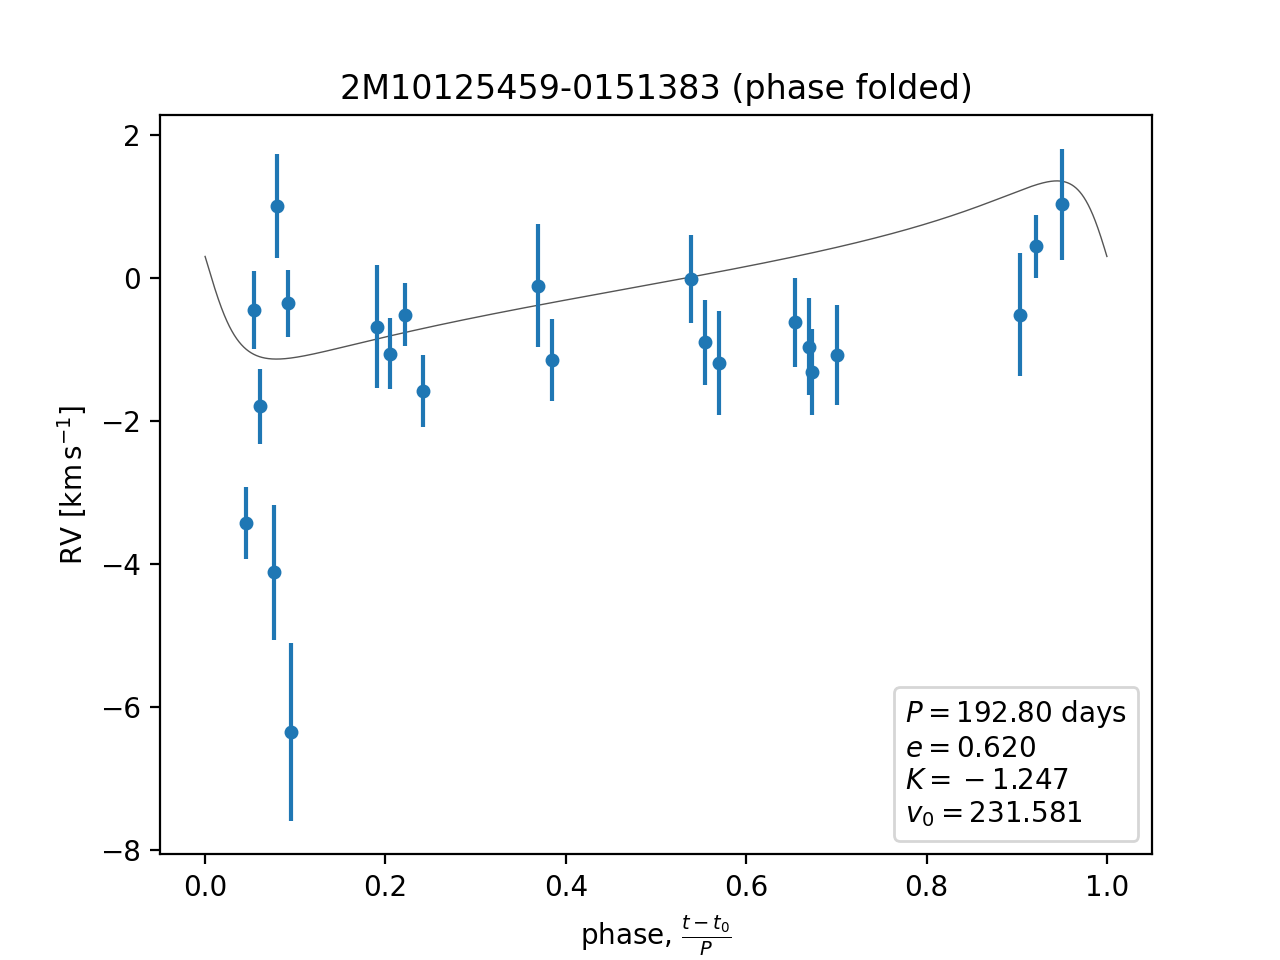 2M10125459-0151383 (phase folded)
2
0
−2
−4
−6
−8
RV [km s⁻¹]
P = 192.80 days
e = 0.620
K = −1.247
v₀ = 231.581
0.0 0.2 0.4 0.6 0.8 1.0
phase, (t − t₀)/P